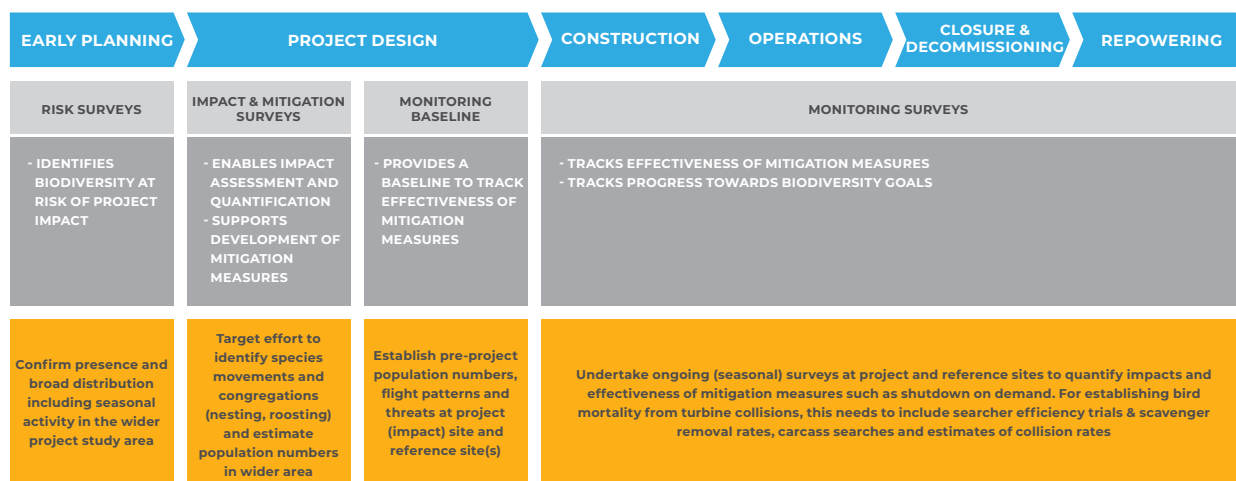 EARLY PLANNING
PROJECT DESIGN
CONSTRUCTION
OPERATIONS
CLOSURE &
DECOMMISSIONING
REPOWERING
RISK SURVEYS
IMPACT & MITIGATION
SURVEYS
MONITORING
BASELINE
MONITORING SURVEYS
- IDENTIFIES
BIODIVERSITY AT
RISK OF PROJECT
IMPACT
- ENABLES IMPACT
ASSESSMENT AND
QUANTIFICATION
- SUPPORTS
DEVELOPMENT OF
MITIGATION
MEASURES
- PROVIDES A
BASELINE TO TRACK
EFFECTIVENESS OF
MITIGATION
MEASURES
- TRACKS EFFECTIVENESS OF MITIGATION MEASURES
- TRACKS PROGRESS TOWARDS BIODIVERSITY GOALS
Confirm presence and
broad distribution
including seasonal
activity in the wider
project study area
Target effort to
identify species
movements and
congregations
(nesting, roosting)
and estimate
population numbers
in wider area
Establish pre-project
population numbers,
flight patterns and
threats at project
(impact) site and
reference site(s)
Undertake ongoing (seasonal) surveys at project and reference sites to quantify impacts and
effectiveness of mitigation measures such as shutdown on demand. For establishing bird
mortality from turbine collisions, this needs to include searcher efficiency trials & scavenger
removal rates, carcass searches and estimates of collision rates